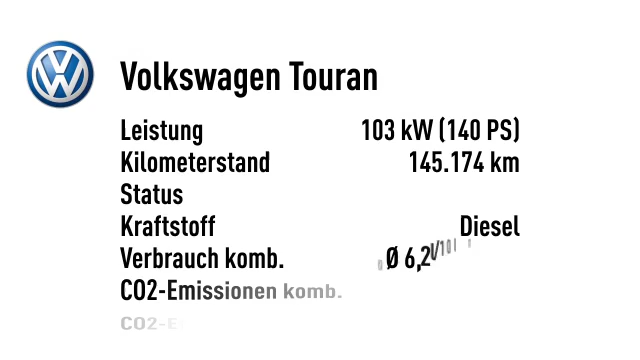 Volkswagen Touran
Leistung 103 kW (140 PS)
Kilometerstand 145.174 km
Status
Kraftstoff Diesel
Verbrauch komb. Ø 6,2 l/10
CO2-Emissionen komb.